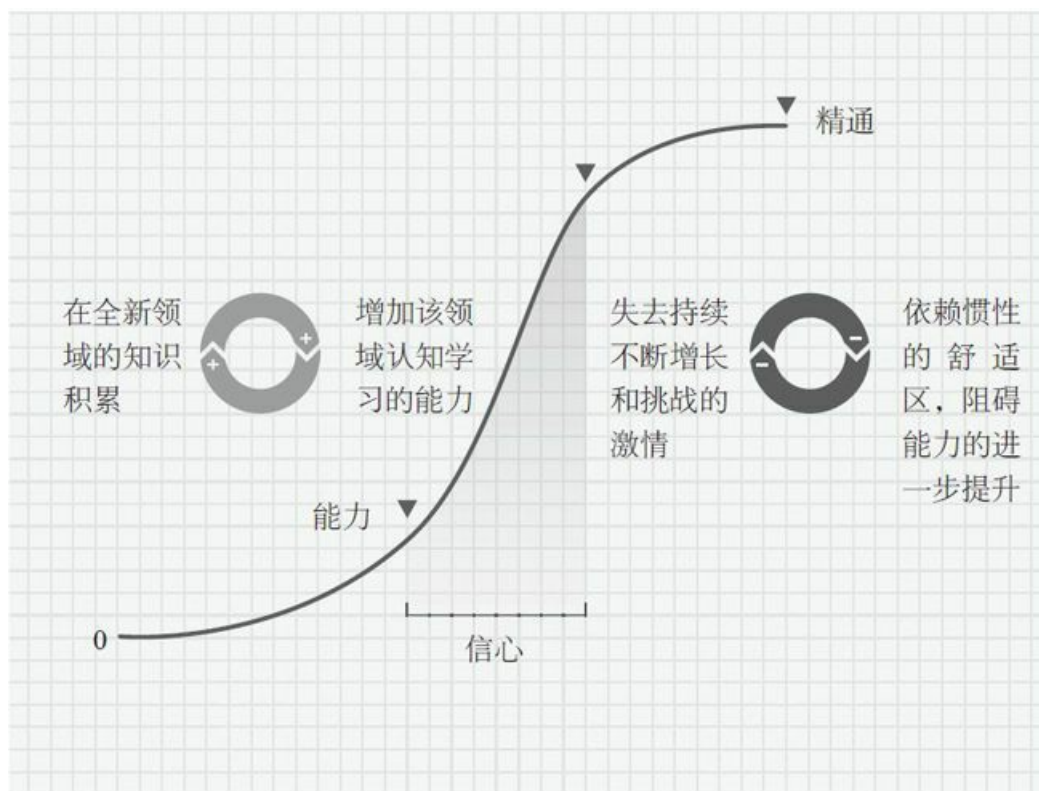 精通
在全新领
域的知识
积累
+
+
增加该领
域认知学
习的能力
失去持续
不断增长
和挑战的
激情
−
−
依赖惯性
的舒适
区，阻碍
能力的进
一步提升
能力
0
信心